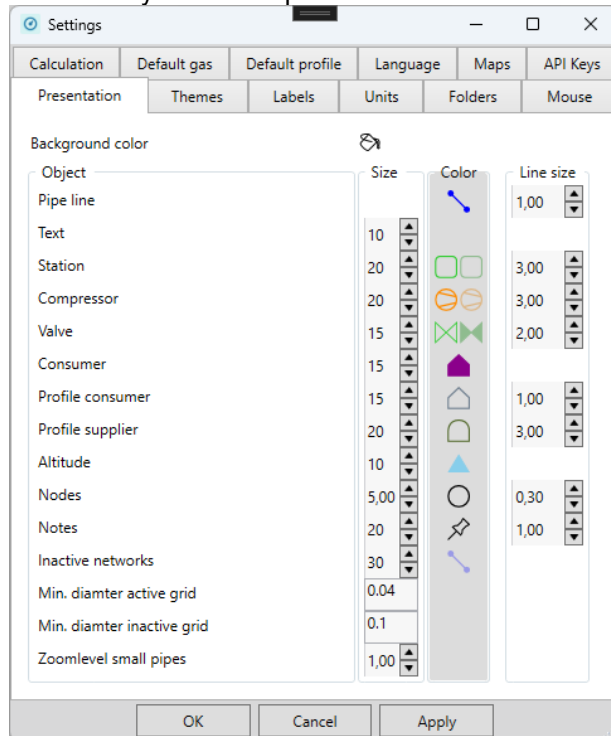 Settings
Calculation Default gas Default profile Language Maps API Keys
Presentation Themes Labels Units Folders Mouse
Background color
Object Size Color Line size
Pipe line 1,00
Text 10
Station 20 3,00
Compressor 20 3,00
Valve 15 2,00
Consumer 15
Profile consumer 15 1,00
Profile supplier 20 3,00
Altitude 10
Nodes 5,00 0,30
Notes 20 1,00
Inactive networks 30
Min. diamter active grid 0.04
Min. diamter inactive grid 0.1
Zoomlevel small pipes 1,00
OK Cancel Apply